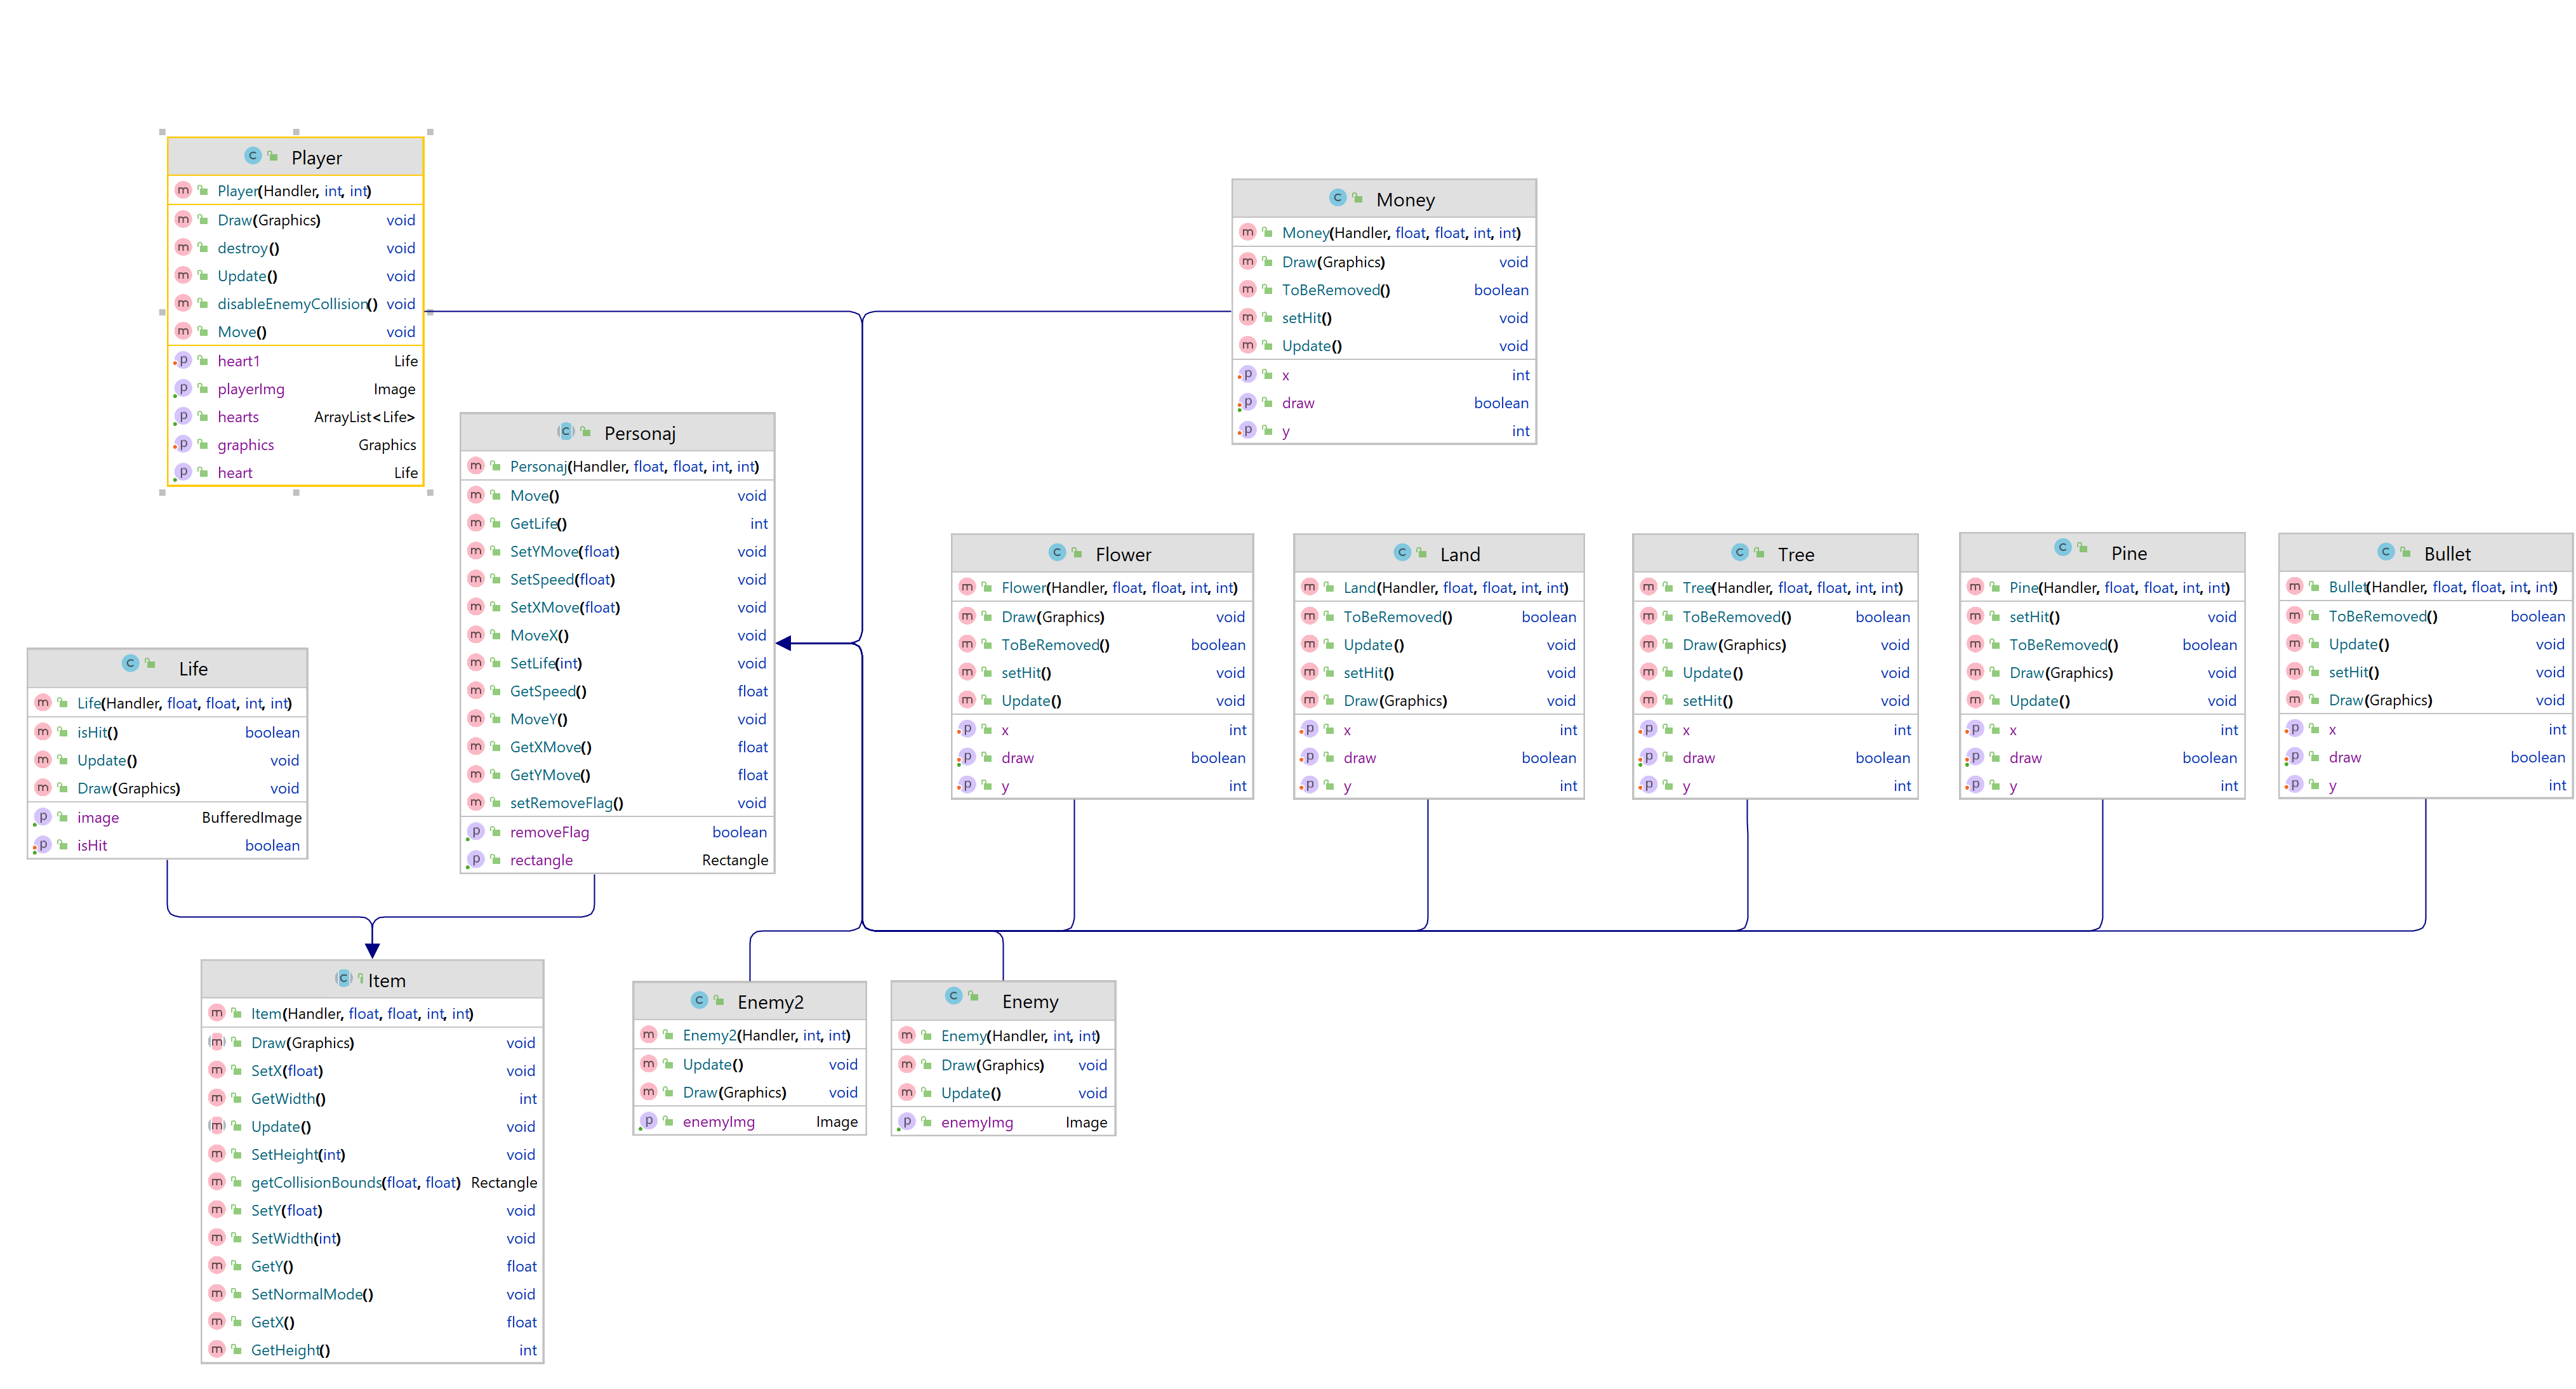 Player
Player(Handler, int, int)
Draw(Graphics) void
destroy() void
Update() void
disableEnemyCollision() void
Move() void
heart1 Life
playerImg Image
hearts ArrayList<Life>
graphics Graphics
heart Life
Money
Money(Handler, float, float, int, int)
Draw(Graphics) void
ToBeRemoved() boolean
setHit() void
Update() void
x int
draw boolean
y int
Personaj
Personaj(Handler, float, float, int, int)
Move() void
GetLife() int
SetYMove(float) void
SetSpeed(float) void
SetXMove(float) void
MoveX() void
SetLife(int) void
GetSpeed() float
MoveY() void
GetXMove() float
GetYMove() float
setRemoveFlag() void
removeFlag boolean
rectangle Rectangle
Flower
Flower(Handler, float, float, int, int)
Draw(Graphics) void
ToBeRemoved() boolean
setHit() void
Update() void
x int
draw boolean
y int
Land
Land(Handler, float, float, int, int)
ToBeRemoved() boolean
Update() void
setHit() void
Draw(Graphics) void
x int
draw boolean
y int
Tree
Tree(Handler, float, float, int, int)
ToBeRemoved() boolean
Draw(Graphics) void
Update() void
setHit() void
x int
draw boolean
y int
Pine
Pine(Handler, float, float, int, int)
setHit() void
ToBeRemoved() boolean
Draw(Graphics) void
Update() void
x int
draw boolean
y int
Bullet
Bullet(Handler, float, float, int, int)
ToBeRemoved() boolean
Update() void
setHit() void
Draw(Graphics) void
x int
draw boolean
y int
Life
Life(Handler, float, float, int, int)
isHit() boolean
Update() void
Draw(Graphics) void
image BufferedImage
isHit boolean
Item
Item(Handler, float, float, int, int)
Draw(Graphics) void
SetX(float) void
GetWidth() int
Update() void
SetHeight(int) void
getCollisionBounds(float, float) Rectangle
SetY(float) void
SetWidth(int) void
GetY() float
SetNormalMode() void
GetX() float
GetHeight() int
Enemy2
Enemy2(Handler, int, int)
Update() void
Draw(Graphics) void
enemyImg Image
Enemy
Enemy(Handler, int, int)
Draw(Graphics) void
Update() void
enemyImg Image